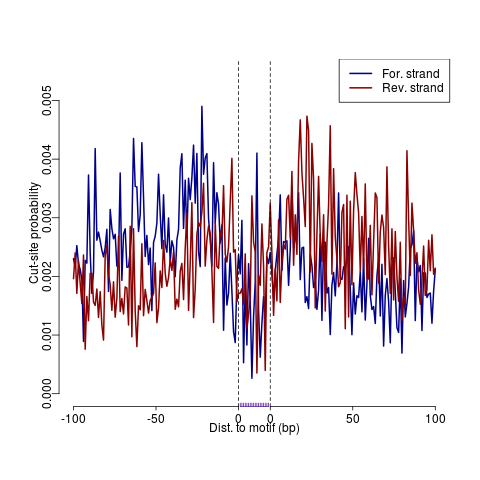 For. strand
Rev. strand
Cut-site probability
0.005
0.004
0.003
0.002
0.001
0.000
-100 -50 0 0 50 100
Dist. to motif (bp)